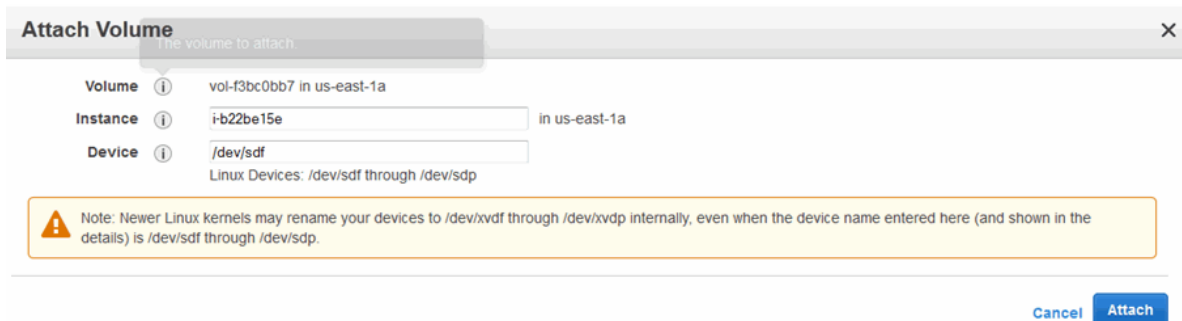 Attach Volume
The volume to attach.
Volume vol-f3bc0bb7 in us-east-1a
Instance i-b22be15e in us-east-1a
Device /dev/sdf
Linux Devices: /dev/sdf through /dev/sdp
Note: Newer Linux kernels may rename your devices to /dev/xvdf through /dev/xvdp internally, even when the device name entered here (and shown in the
details) is /dev/sdf through /dev/sdp.
Cancel Attach